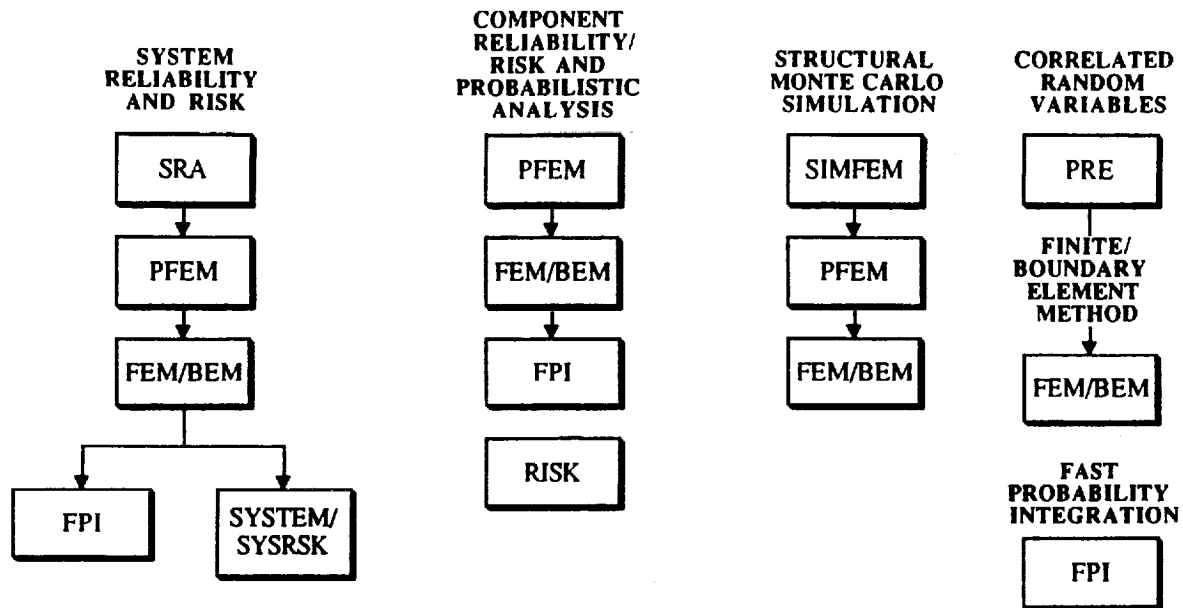 SYSTEM
RELIABILITY
AND RISK
SRA
PFEM
FEM/BEM
FPI
SYSTEM/
SYSRSK
COMPONENT
RELIABILITY/
RISK AND
PROBABILISTIC
ANALYSIS
PFEM
FEM/BEM
FPI
RISK
STRUCTURAL
MONTE CARLO
SIMULATION
SIMFEM
PFEM
FEM/BEM
CORRELATED
RANDOM
VARIABLES
PRE
FINITE/
BOUNDARY
ELEMENT
METHOD
FEM/BEM
FAST
PROBABILITY
INTEGRATION
FPI